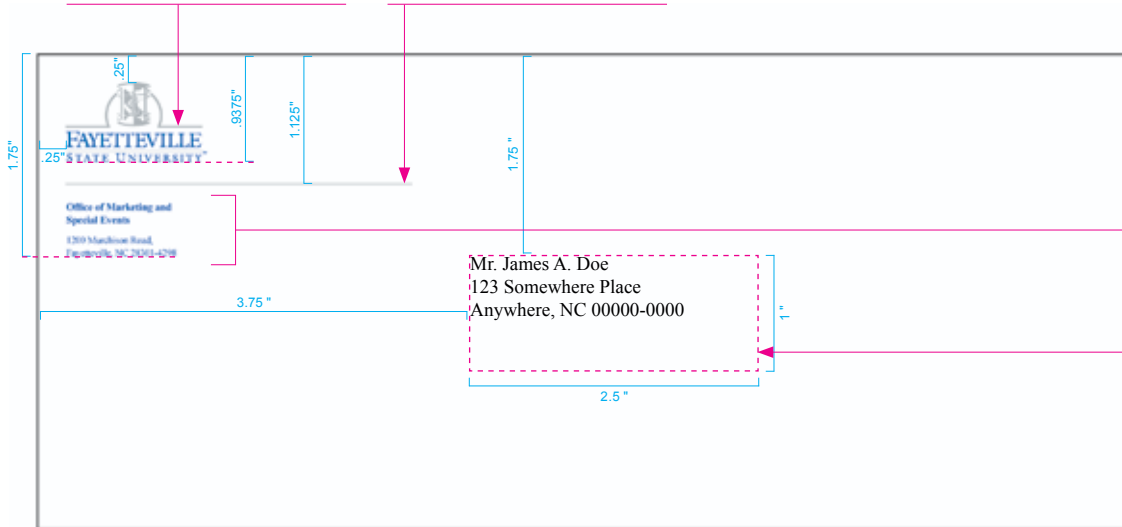 .25"
.9375"
1.125"
1.75"
1.75 "
.25"
FAYETTEVILLE
STATE UNIVERSITY
Office of Marketing and
Special Events
1200 Murchison Road,
Fayetteville, NC 28301-4298
Mr. James A. Doe
123 Somewhere Place
Anywhere, NC 00000-0000
3.75 "
1 "
2.5 "